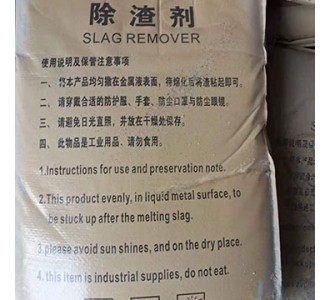 除渣剂
SLAG REMOVER
使用说明及保管注意事项
一、将本产品均匀撒在金属液表面，待熔化后将渣粘起即可。
二、请穿戴合适的防护服、手套、防尘口罩与防尘眼镜。
三、请避免日光直照，并放在干燥处保存。
四、此物品是工业用品，请勿食用。
1.Instructions for use and preservation note.
2.This product evenly, in liquid metal surface, to
be stuck up after the melting slag.
3.please avoid sun shines, and on the dry place.
4. this item is industrial supplies, do not eat.